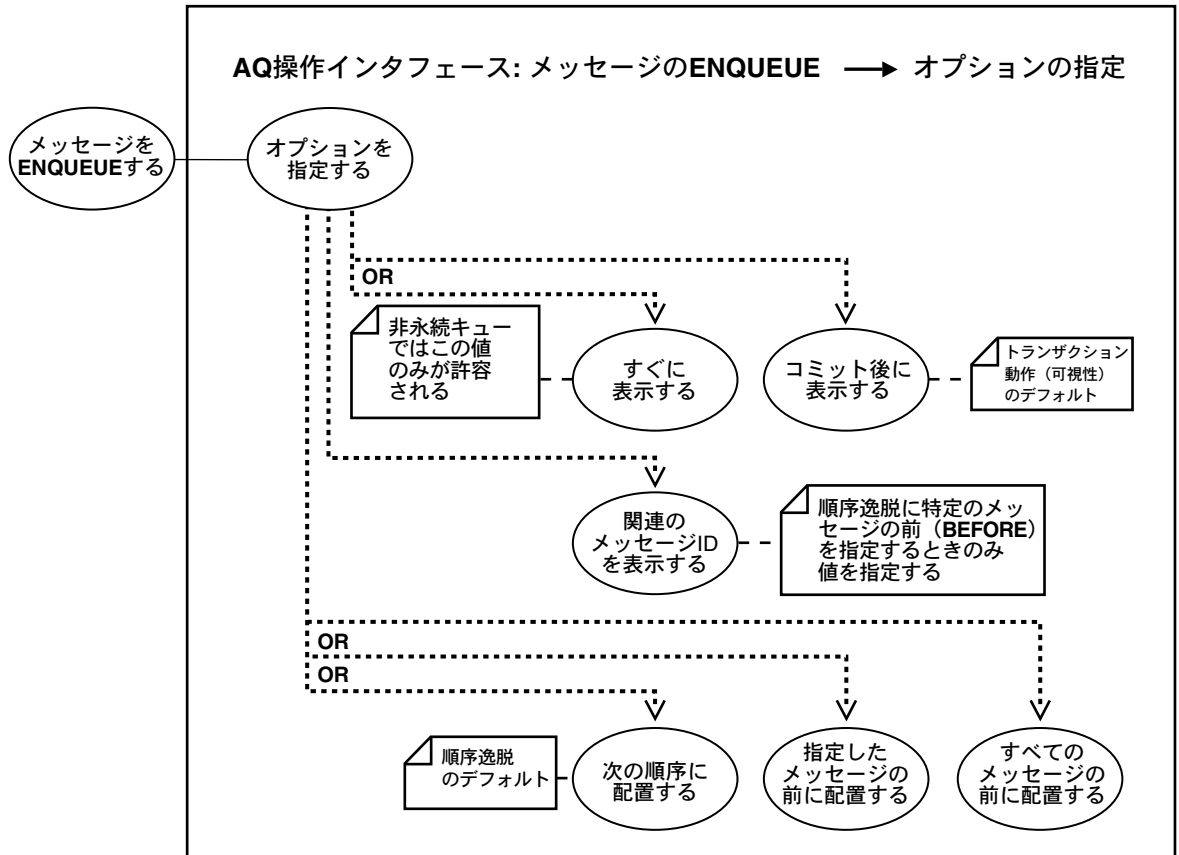 AQ操作インタフェース: メッセージのENQUEUE → オプションの指定
メッセージを
ENQUEUEする
オプションを
指定する
OR
非永続キュー
ではこの値
のみが許容
される
すぐに
表示する
コミット後に
表示する
トランザクション
動作（可視性）
のデフォルト
関連の
メッセージID
を表示する
順序逸脱に特定のメッ
セージの前（BEFORE）
を指定するときのみ
値を指定する
OR
OR
順序逸脱
のデフォルト
次の順序に
配置する
指定した
メッセージの
前に配置する
すべての
メッセージの
前に配置する